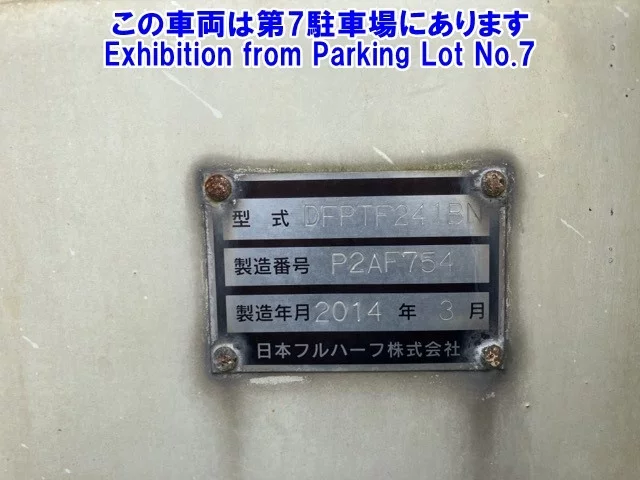 この車両は第7駐車場にあります
Exhibition from Parking Lot No.7
型式 DFPTF241BN
製造番号 P2AF754
製造年月 2014 年 3 月
日本フルハーフ株式会社